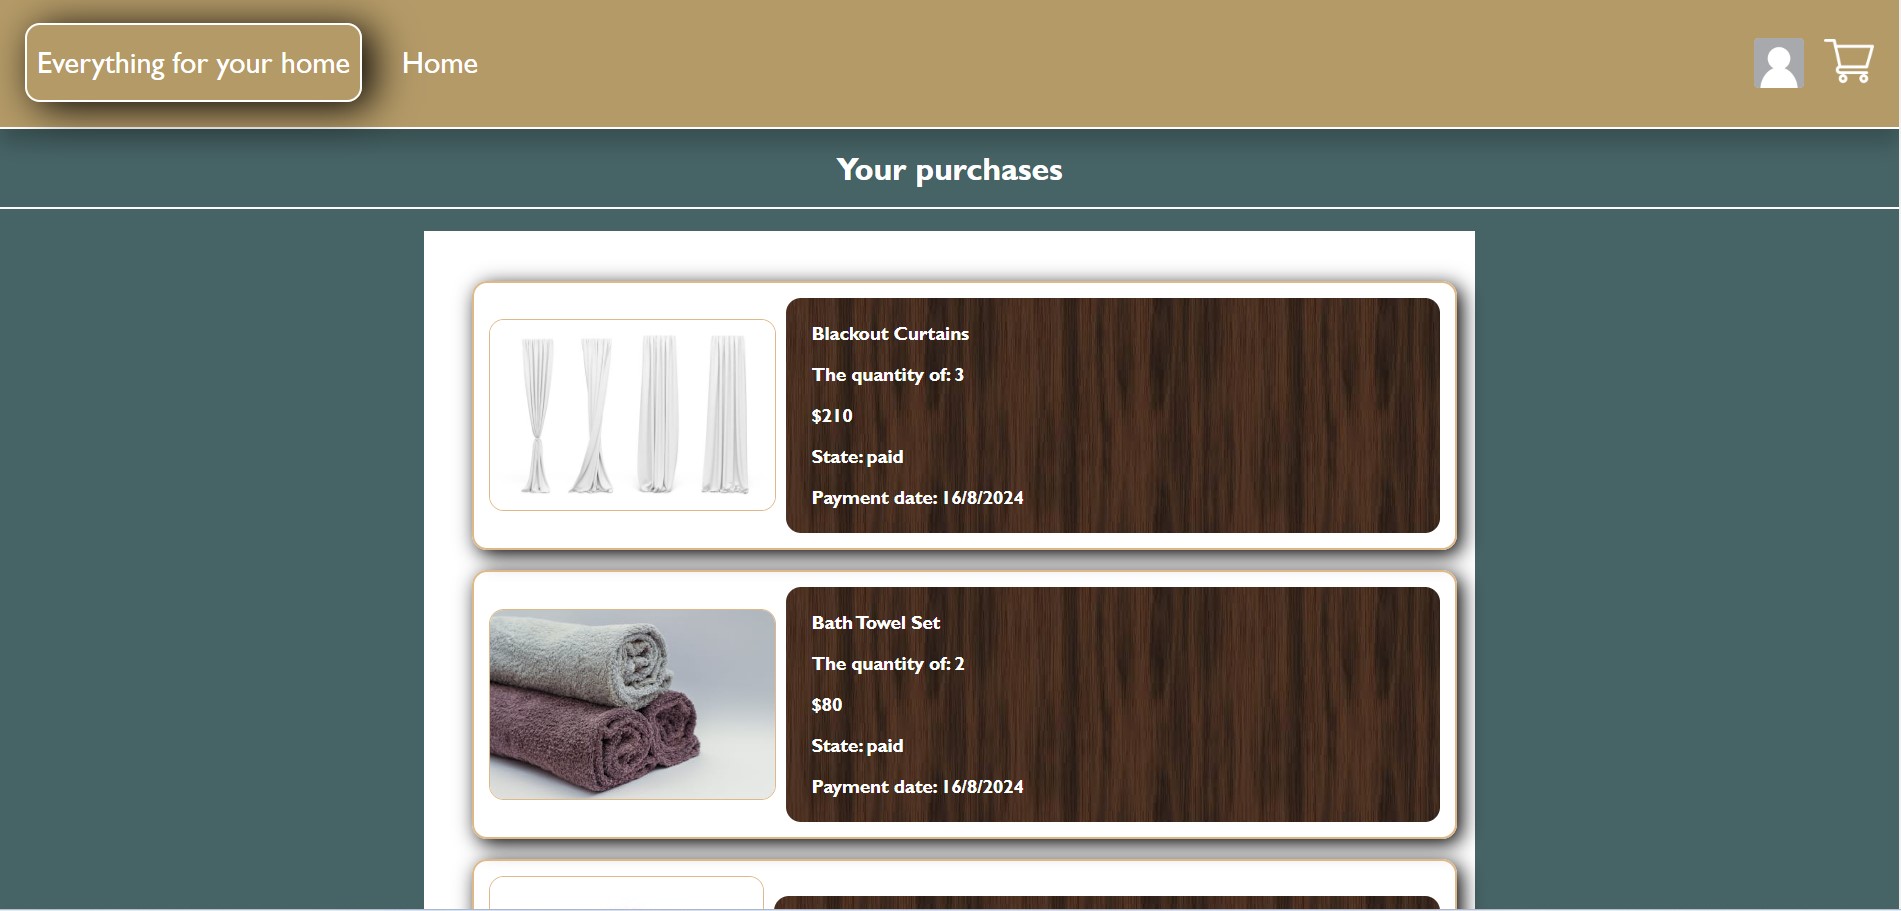 Everything for your home
Home
Your purchases
Blackout Curtains
The quantity of: 3
$210
State: paid
Payment date: 16/8/2024
Bath Towel Set
The quantity of: 2
$80
State: paid
Payment date: 16/8/2024